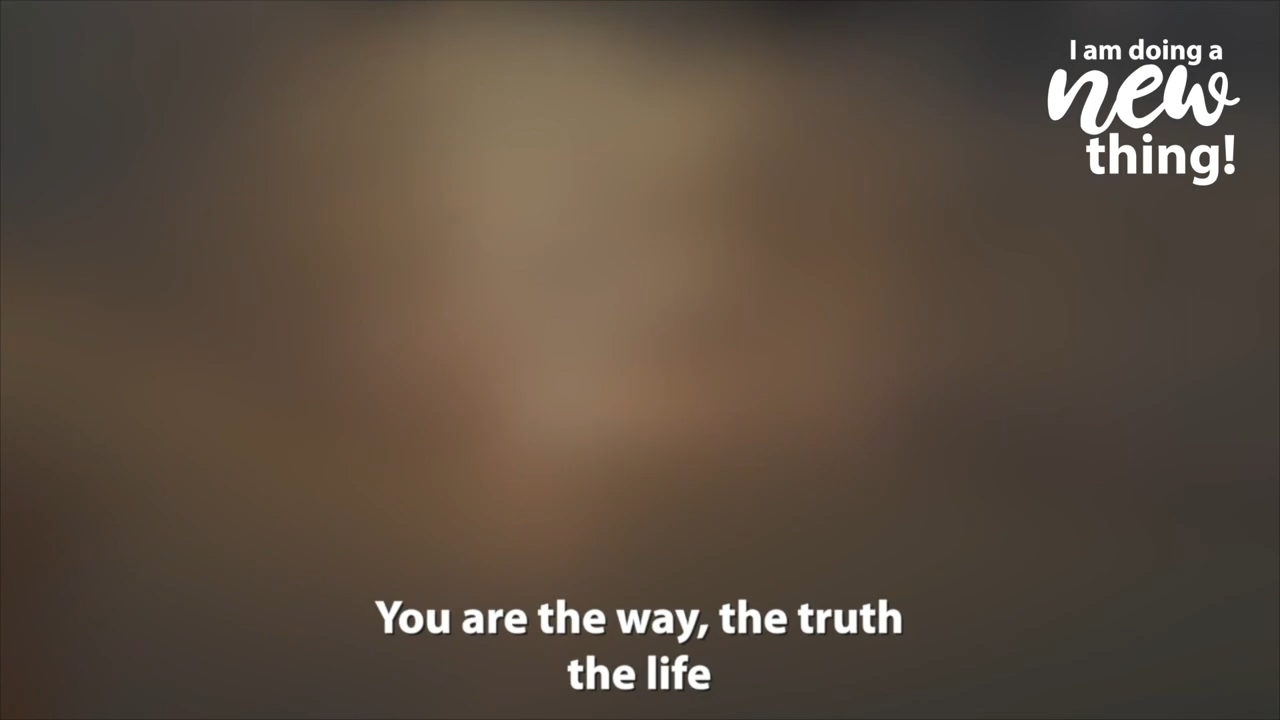 I am doing a
new
thing!
You are the way, the truth
the life